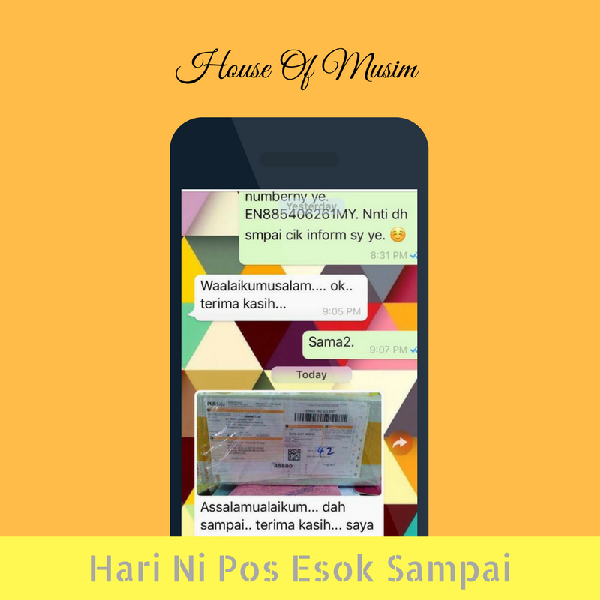 House Of Musim
numberny ye.
Yesterday
EN885406261MY. Nnti dh
smpai cik inform sy ye. 😊
8:31 PM
Waalaikumusalam.... ok..
terima kasih...
9:05 PM
Sama2.
9:07 PM
Today
42
Assalamualaikum... dah
sampai.. terima kasih... saya
Hari Ni Pos Esok Sampai